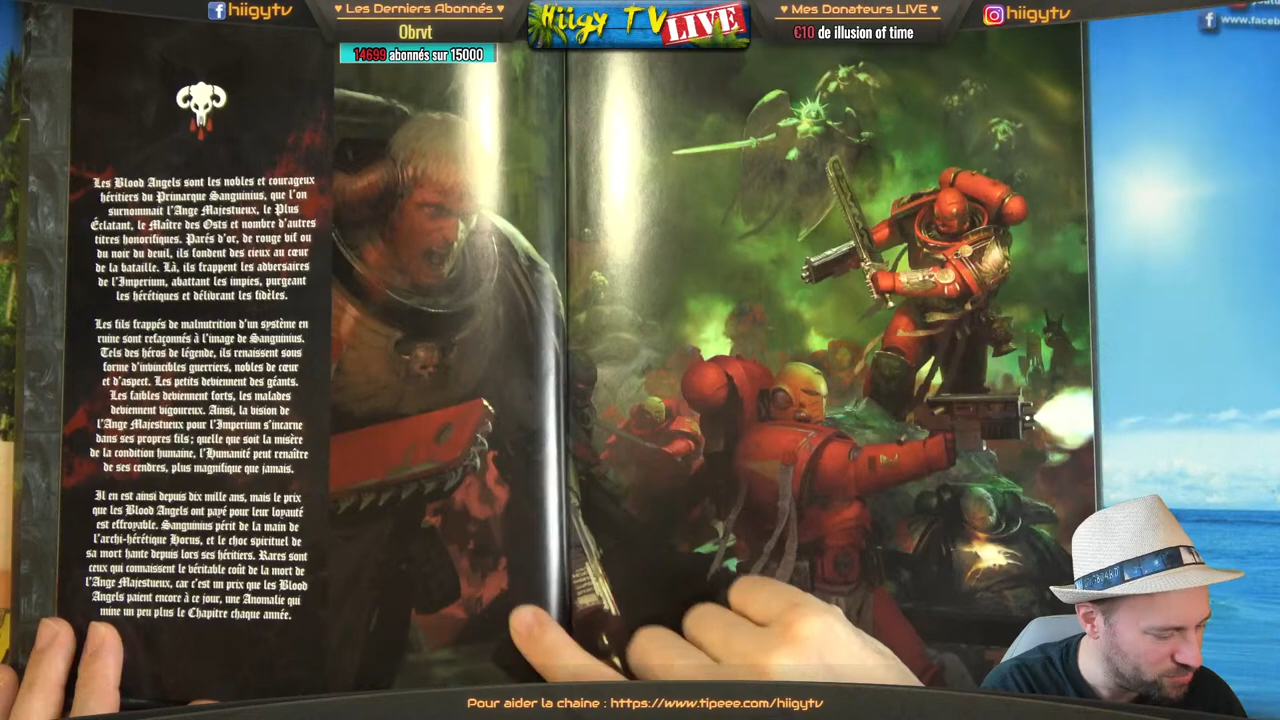 hiigytv
♥ Les Derniers Abonnés ♥
Obrvt
14699 abonnés sur 15000
Hiigy TV
LIVE
♥ Mes Donateurs LIVE ♥
€10 de illusion of time
hiigytv
www.faceb
Les Blood Angels sont les nobles et courageux
héritiers du Primarque Sanguinius, que l'on
surnommait l'Ange Majestueux, le Plus
Éclatant, le Maître des Osts et nombre d'autres
titres honorifiques. Parés d'or, de rouge vif ou
du noir du deuil, ils fondent des cieux au cœur
de la bataille. Là, ils frappent les adversaires
de l'Imperium, abattant les impies, purgeant
les hérétiques et délivrant les fidèles.
Les fils frappés de malnutrition d'un système en
ruine sont refaçonnés à l'image de Sanguinius.
Tels des héros de légende, ils renaissent sous
forme d'invincibles guerriers, nobles de cœur
et d'aspect. Les petits deviennent des géants.
Les faibles deviennent forts, les malades
deviennent vigoureux. Ainsi, la vision de
l'Ange Majestueux pour l'Imperium s'incarne
dans ses propres fils ; quelle que soit la misère
de la condition humaine, l'Humanité peut renaître
de ses cendres, plus magnifique que jamais.
Il en est ainsi depuis dix mille ans, mais le prix
que les Blood Angels ont payé pour leur loyauté
est effroyable. Sanguinius périt de la main de
l'archi-hérétique Horus, et le choc spirituel de
sa mort hante depuis lors ses héritiers. Rares sont
ceux qui connaissent le véritable coût de la mort de
l'Ange Majestueux, car c'est un prix que les Blood
Angels paient encore à ce jour, une Anomalie qui
mine un peu plus le Chapitre chaque année.
Pour aider la chaine : https://www.tipeee.com/hiigytv